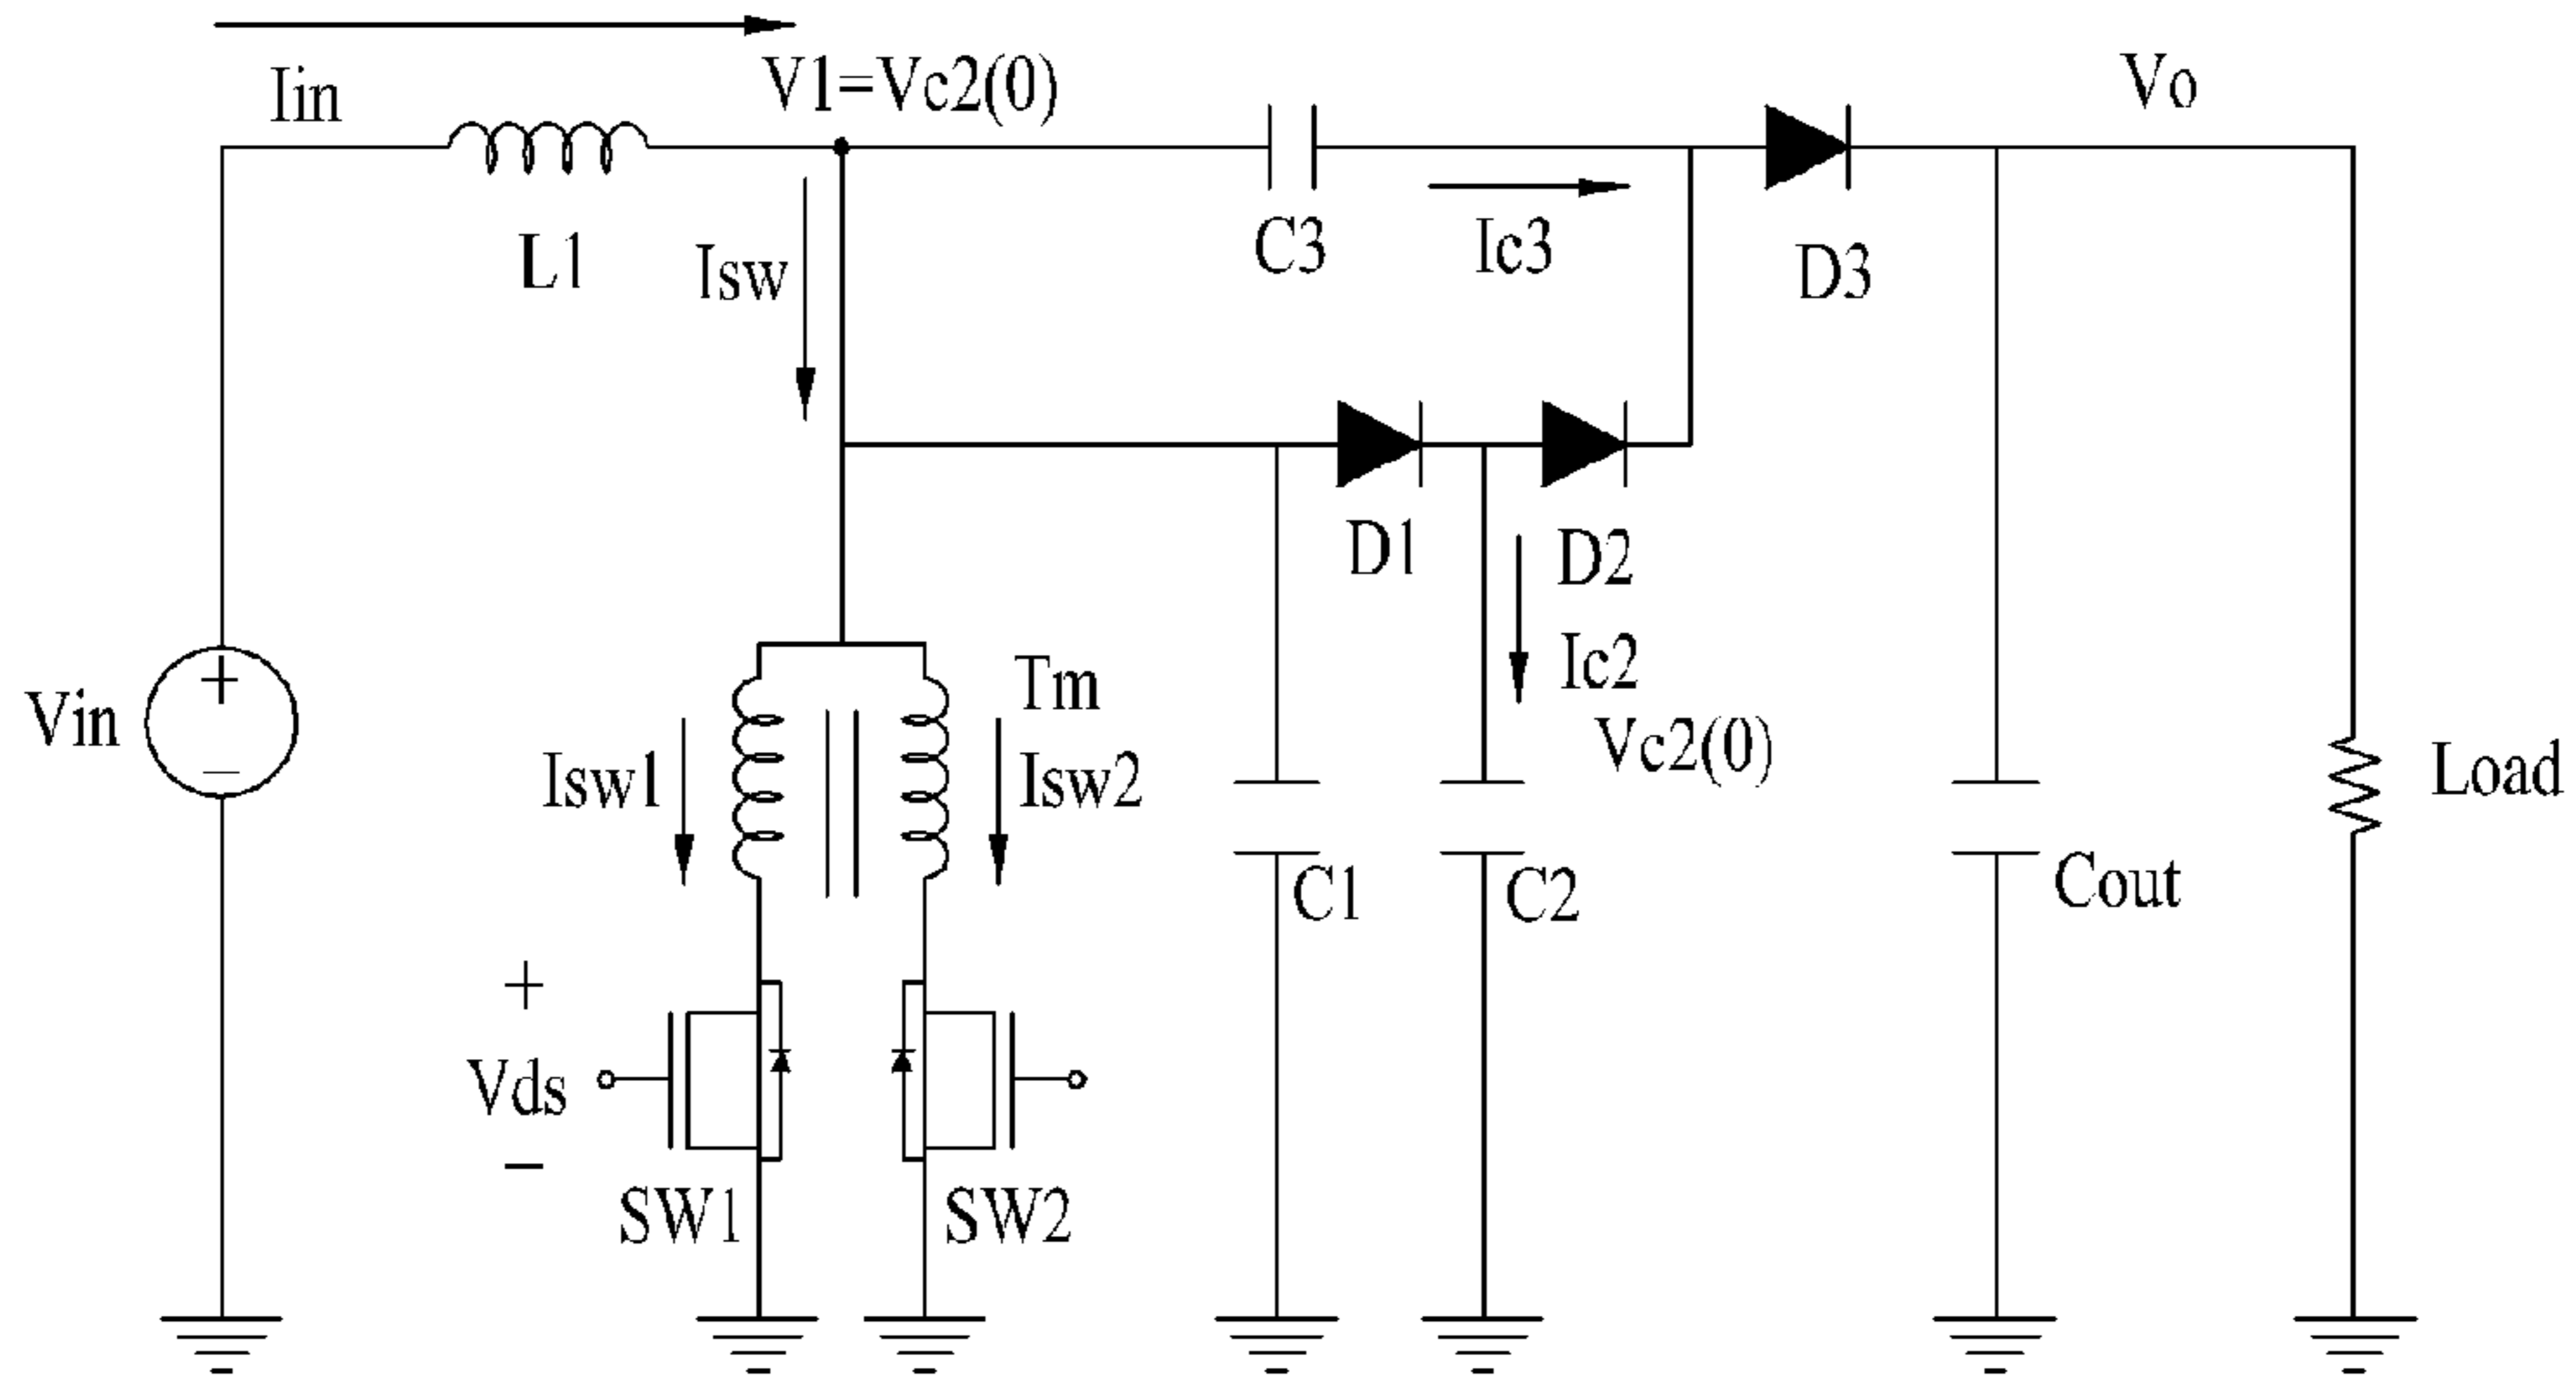 Iin
V1=Vc2(0)
Vo
L1
Isw
C3
Ic3
D3
D1
D2
Ic2
Vc2(0)
Tm
Vin
+
−
Isw1
Isw2
Load
C1
C2
Cout
+
Vds
−
SW1
SW2